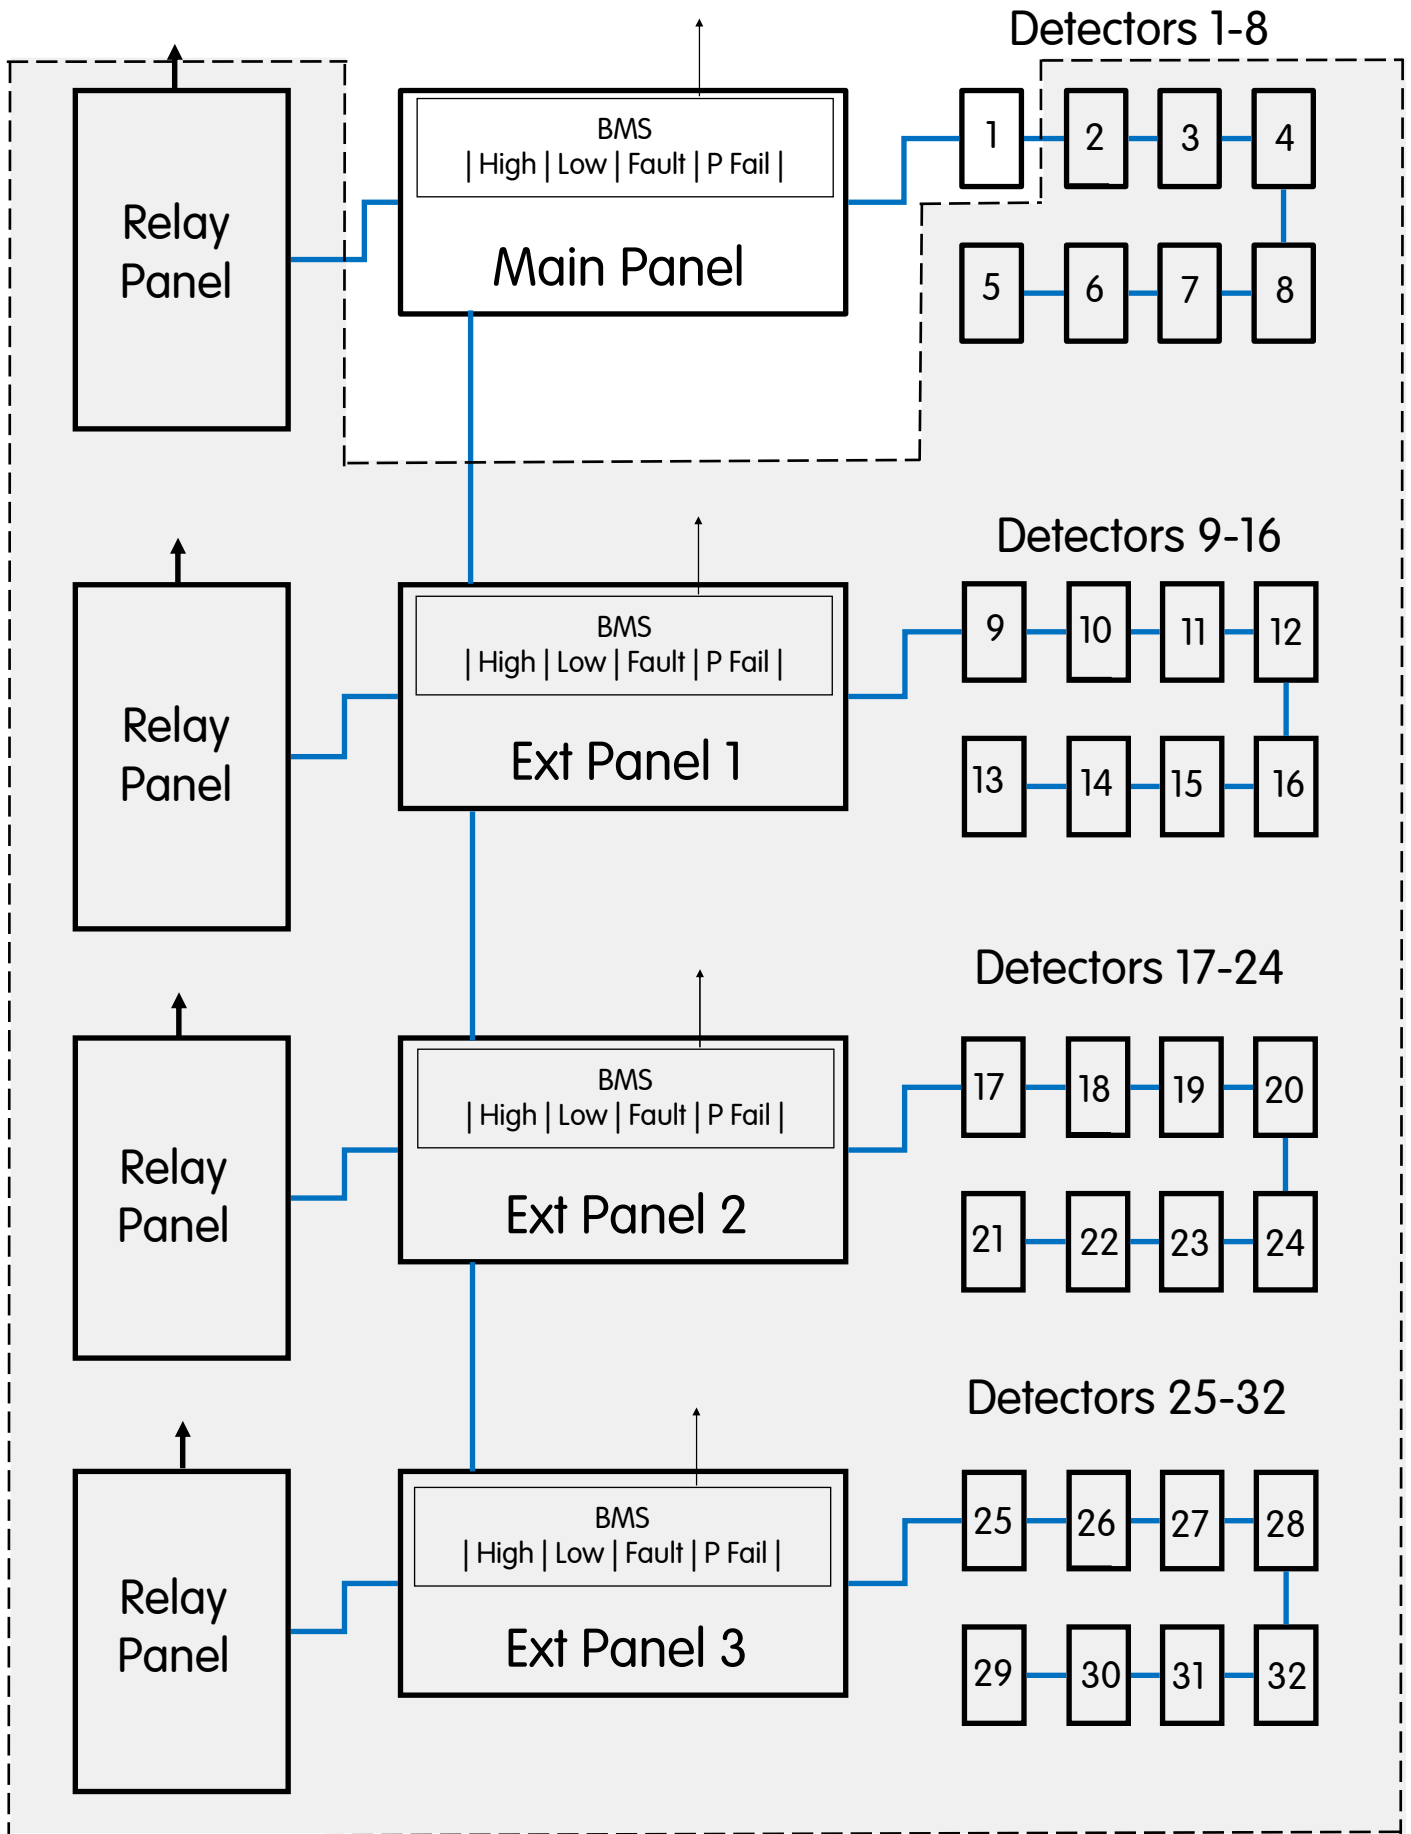 Detectors 1-8
Relay
Panel
BMS
| High | Low | Fault | P Fail |
Main Panel
1
2
3
4
5
6
7
8
Detectors 9-16
Relay
Panel
BMS
| High | Low | Fault | P Fail |
Ext Panel 1
9
10
11
12
13
14
15
16
Detectors 17-24
Relay
Panel
BMS
| High | Low | Fault | P Fail |
Ext Panel 2
17
18
19
20
21
22
23
24
Detectors 25-32
Relay
Panel
BMS
| High | Low | Fault | P Fail |
Ext Panel 3
25
26
27
28
29
30
31
32